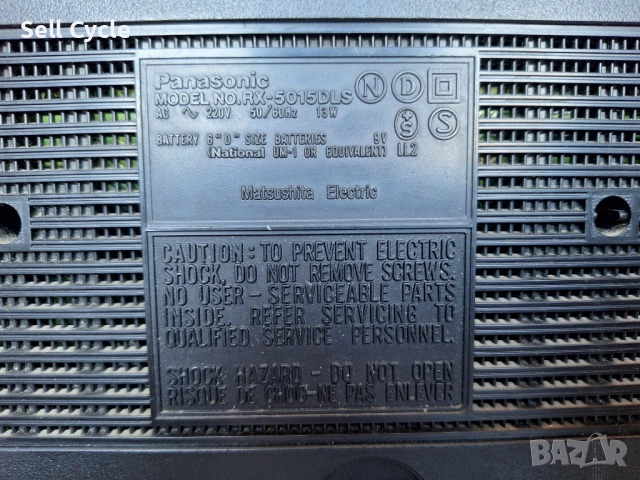 Sell Cycle
Panasonic
MODEL NO. RX-5015DLS N D
AC ~ 220V 50/60Hz 13W
S S
BATTERY 6"D" SIZE BATTERIES 9V
(National UM-1 OR EQUIVALENT) LL2
Matsushita Electric
CAUTION: TO PREVENT ELECTRIC
SHOCK, DO NOT REMOVE SCREWS.
NO USER-SERVICEABLE PARTS
INSIDE. REFER SERVICING TO
QUALIFIED SERVICE PERSONNEL.
SHOCK HAZARD - DO NOT OPEN
RISQUE DE CHOC-NE PAS ENLEVER
BAZAR
bg